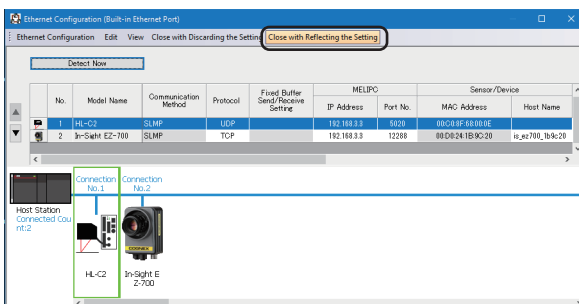 Ethernet Configuration (Built-in Ethernet Port)
Ethernet Configuration Edit View Close with Discarding the Setting Close with Reflecting the Setting
Detect Now
No. Model Name Communication Method Protocol Fixed Buffer Send/Receive Setting MELIPC Sensor/Device
IP Address Port No. MAC Address Host Name
1 HL-C2 SLMP UDP 192.168.3.3 5020 00:C0:8F:68:00:0E
2 In-Sight EZ-700 SLMP TCP 192.168.3.3 12288 00:D0:24:1B:9C:20 is_ez700_1b9c20
Connection No.1
Connection No.2
Host Station
Connected Cou
nt:2
COGNEX
HL-C2
In-Sight E
Z-700